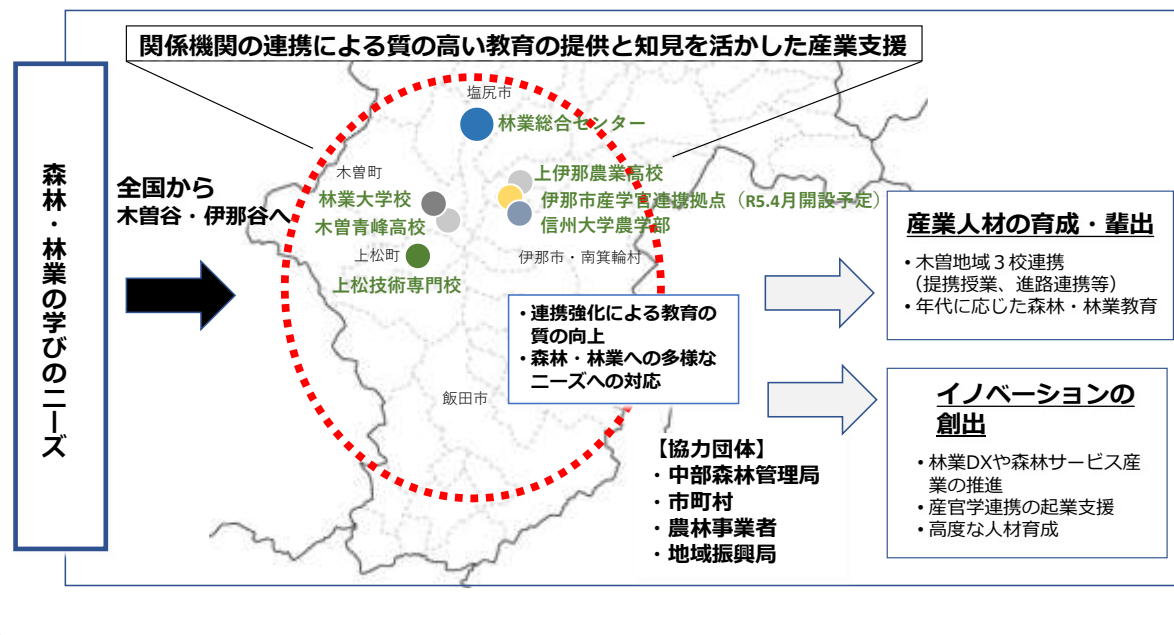 関係機関の連携による質の高い教育の提供と知見を活かした産業支援
森林・林業の学びのニーズ
全国から
木曽谷・伊那谷へ
塩尻市
林業総合センター
木曽町
林業大学校
木曽青峰高校
上松町
上松技術専門校
上伊那農業高校
伊那市産学官連携拠点（R5.4月開設予定）
信州大学農学部
伊那市・南箕輪村
・連携強化による教育の
質の向上
・森林・林業への多様な
ニーズへの対応
飯田市
【協力団体】
・中部森林管理局
・市町村
・農林事業者
・地域振興局
産業人材の育成・輩出
・木曽地域３校連携
（提携授業、進路連携等）
・年代に応じた森林・林業教育
イノベーションの
創出
・林業DXや森林サービス産
業の推進
・産官学連携の起業支援
・高度な人材育成